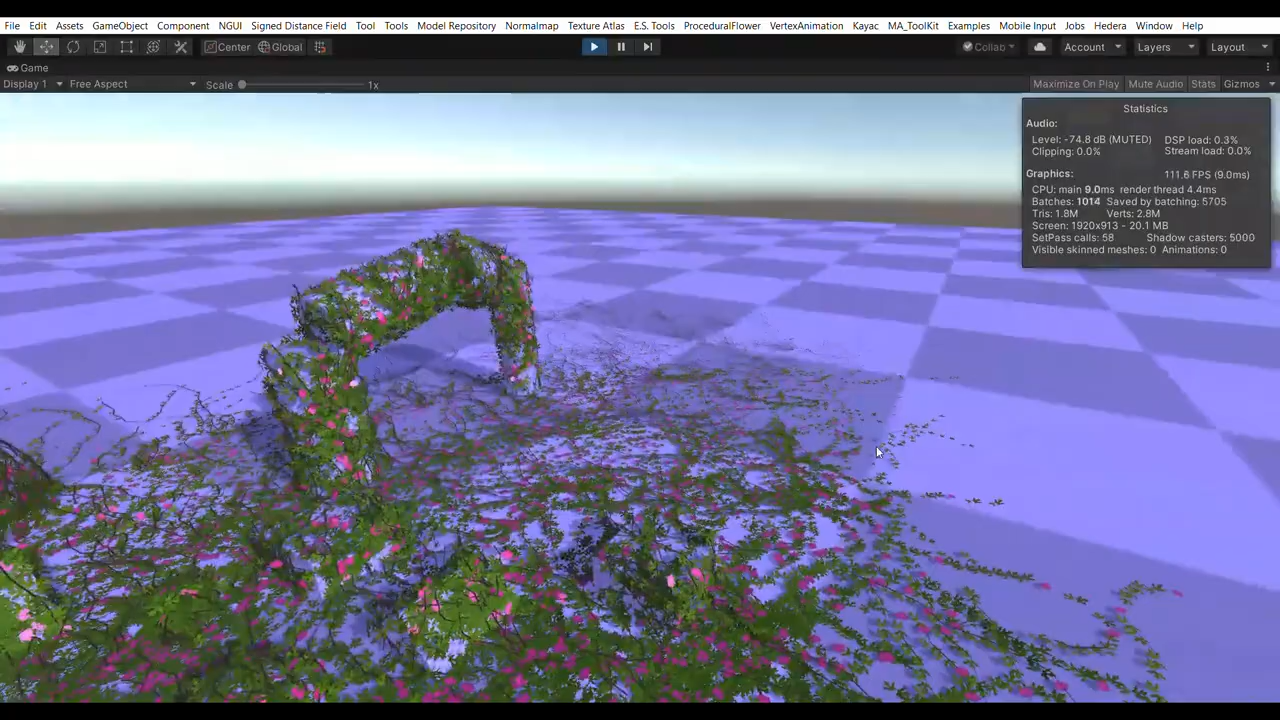 File Edit Assets GameObject Component NGUI Signed Distance Field Tool Tools Model Repository Normalmap Texture Atlas E.S. Tools ProceduralFlower VertexAnimation Kayac MA_ToolKit Examples Mobile Input Jobs Hedera Window Help
Center Global Collab Account Layers Layout
Game
Display 1 Free Aspect Scale 1x Maximize On Play Mute Audio Stats Gizmos
Statistics
Audio:
Level: -74.8 dB (MUTED) DSP load: 0.3%
Clipping: 0.0% Stream load: 0.0%
Graphics: 111.6 FPS (9.0ms)
CPU: main 9.0ms render thread 4.4ms
Batches: 1014 Saved by batching: 5705
Tris: 1.8M Verts: 2.8M
Screen: 1920x913 - 20.1 MB
SetPass calls: 58 Shadow casters: 5000
Visible skinned meshes: 0 Animations: 0